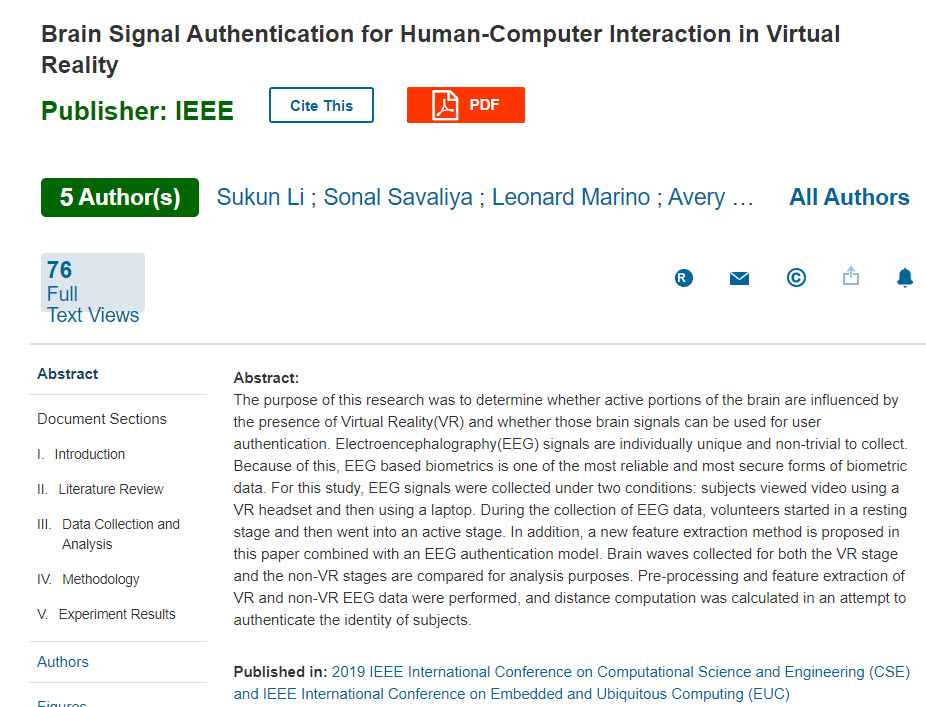 Brain Signal Authentication for Human-Computer Interaction in Virtual
Reality
Publisher: IEEE
Cite This
PDF
5 Author(s)
Sukun Li ; Sonal Savaliya ; Leonard Marino ; Avery …
All Authors
76
Full
Text Views
R
©
Abstract
Document Sections
I. Introduction
II. Literature Review
III. Data Collection and
Analysis
IV. Methodology
V. Experiment Results
Authors
Figures
Abstract:
The purpose of this research was to determine whether active portions of the brain are influenced by
the presence of Virtual Reality(VR) and whether those brain signals can be used for user
authentication. Electroencephalography(EEG) signals are individually unique and non-trivial to collect.
Because of this, EEG based biometrics is one of the most reliable and most secure forms of biometric
data. For this study, EEG signals were collected under two conditions: subjects viewed video using a
VR headset and then using a laptop. During the collection of EEG data, volunteers started in a resting
stage and then went into an active stage. In addition, a new feature extraction method is proposed in
this paper combined with an EEG authentication model. Brain waves collected for both the VR stage
and the non-VR stages are compared for analysis purposes. Pre-processing and feature extraction of
VR and non-VR EEG data were performed, and distance computation was calculated in an attempt to
authenticate the identity of subjects.
Published in: 2019 IEEE International Conference on Computational Science and Engineering (CSE)
and IEEE International Conference on Embedded and Ubiquitous Computing (EUC)